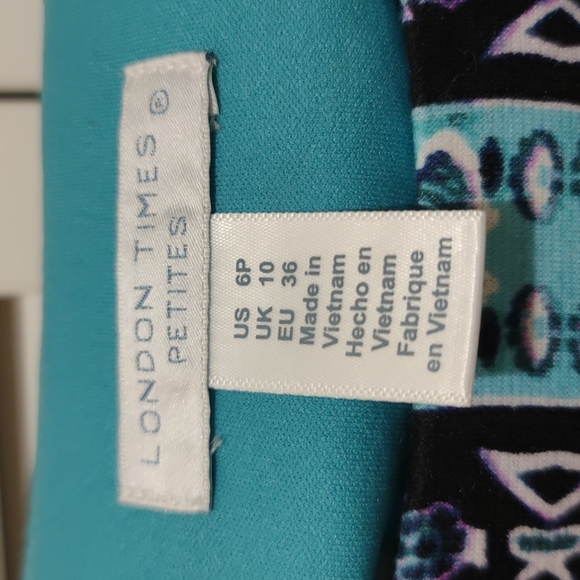 LONDON TIMES ®
PETITES
US 6P
UK 10
EU 36
Made in
Vietnam
Hecho en
Vietnam
Fabrique
en Vietnam